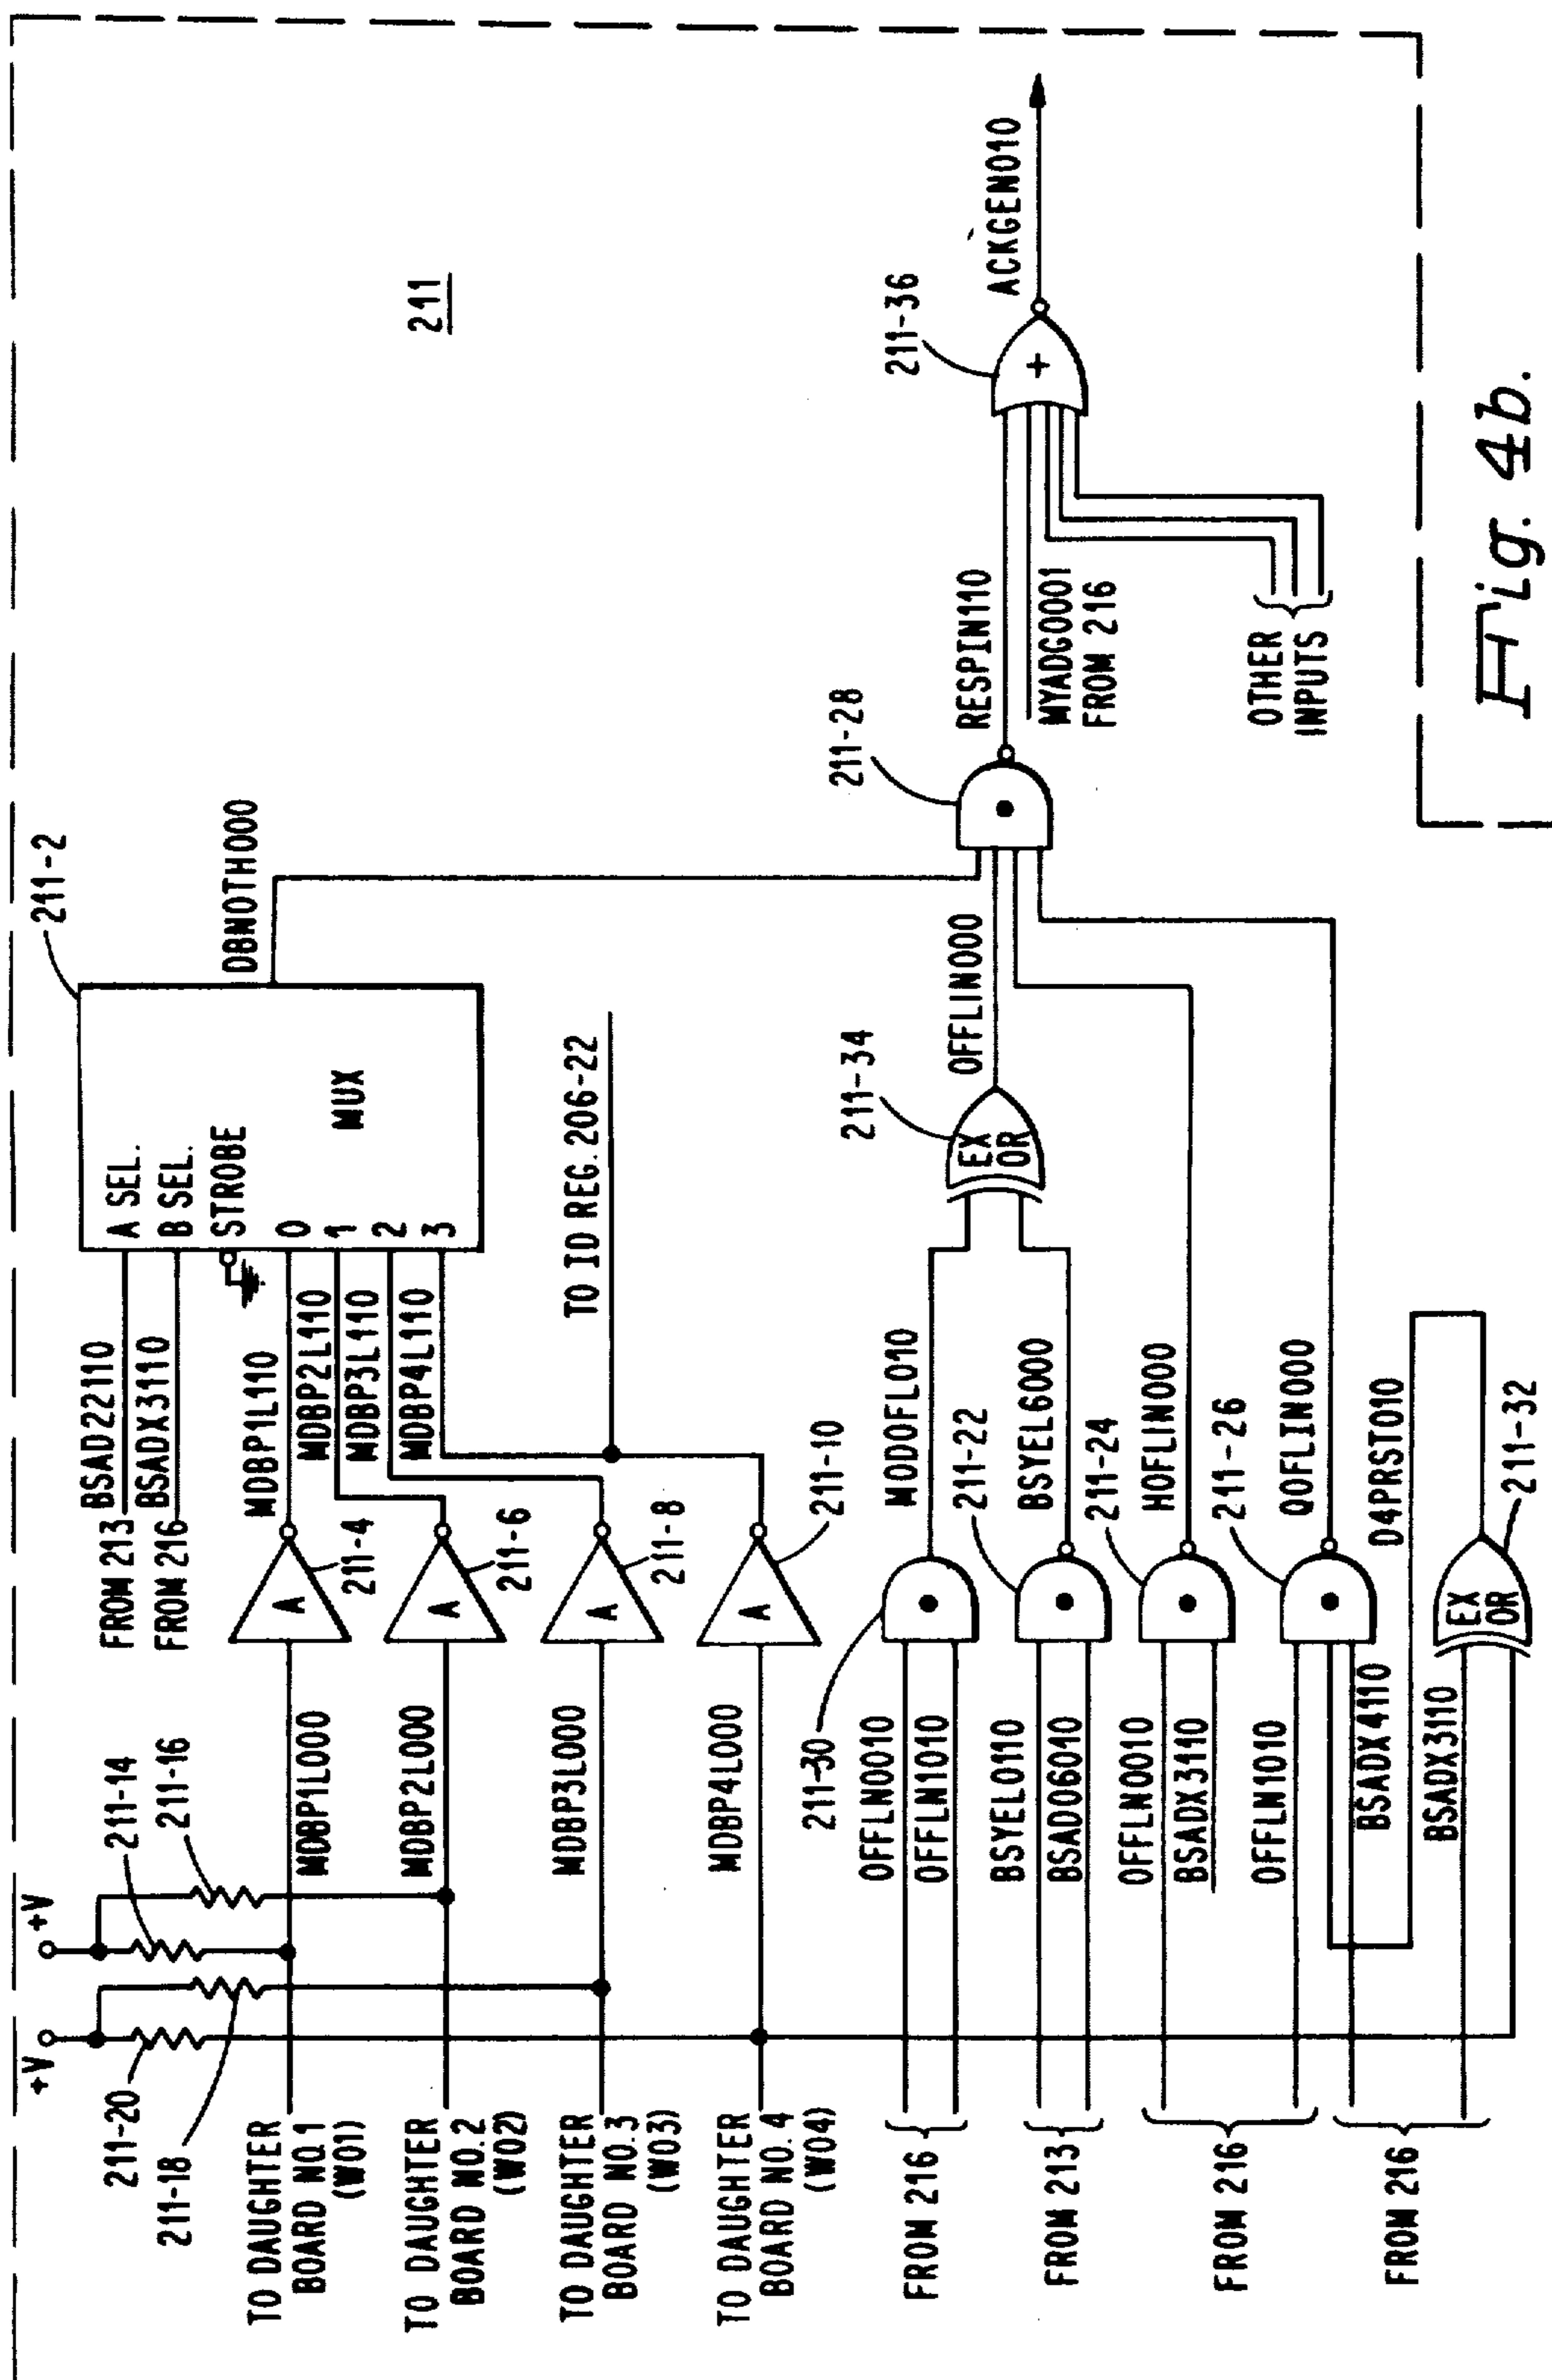 +V
+V
211-20
211-18
211-14
211-16
TO DAUGHTER
BOARD NO.1
(W01)
MDBP1L000
A
211-4
MDBP1L110
TO DAUGHTER
BOARD NO.2
(W02)
MDBP2L000
A
211-6
MDBP2L110
TO DAUGHTER
BOARD NO.3
(W03)
MDBP3L000
A
211-8
MDBP3L110
TO DAUGHTER
BOARD NO.4
(W04)
MDBP4L000
A
211-10
MDBP4L110
FROM 213
BSAD22110
FROM 216
BSADX3110
A SEL.
B SEL.
STROBE
0
1
2
3
MUX
211-2
DBNOTH000
TO ID REG. 206-22
211
FROM 216
OFFLN0010
OFFLN1010
211-30
MODOFL010
FROM 213
BSYEL0110
BSAD06010
211-22
BSYEL6000
FROM 216
OFFLN0010
BSADX3110
211-24
HOFLIN000
OFFLN1010
211-26
QOFLIN000
FROM 216
BSADX4110
BSADX3110
EX
OR
211-32
D4PRST010
EX
OR
211-34
OFFLIN000
211-28
RESPIN110
MYADG0001
FROM 216
OTHER
INPUTS
+
211-36
ACKGEN010
Fig. 4b.